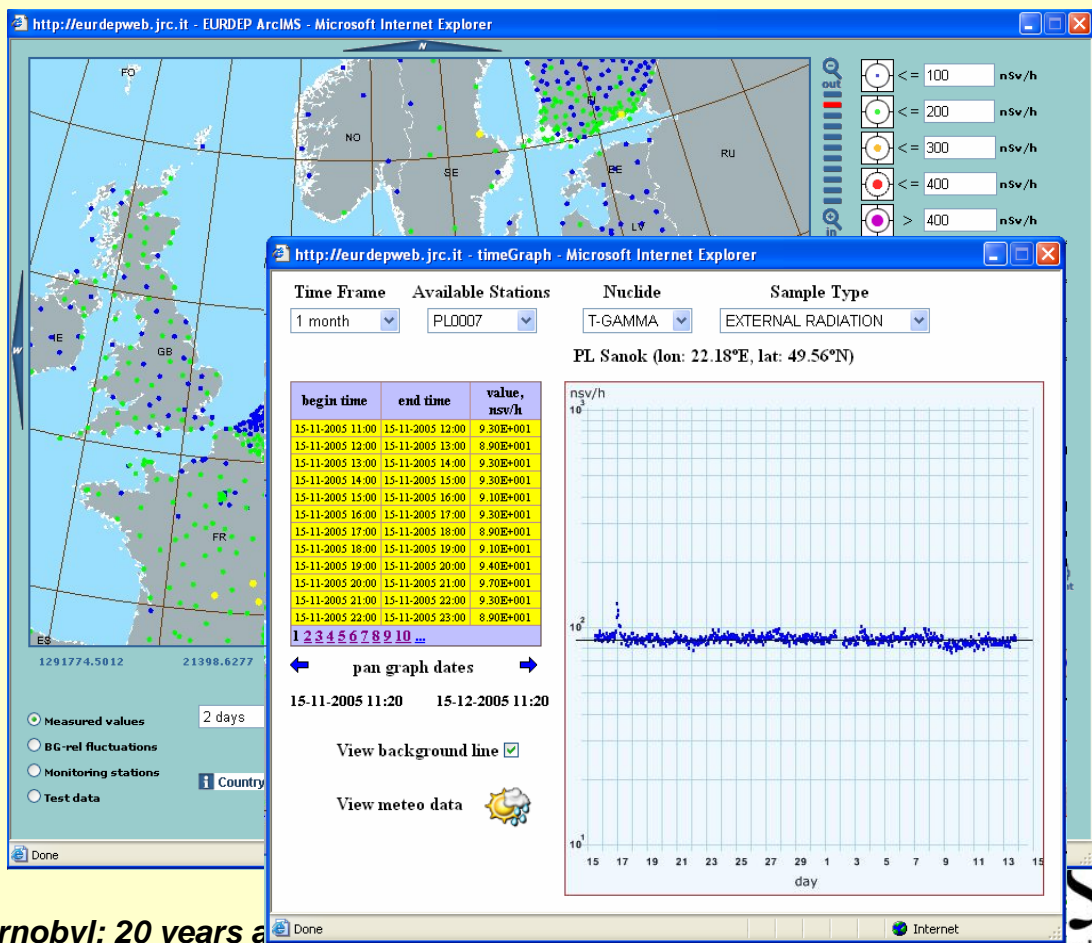 http://eurdepweb.jrc.it - EURDEP ArcIMS - Microsoft Internet Explorer
N
W
FO
NO
SE
FI
RU
EE
LV
IE
GB
FR
ES
out
in
<= 100 nSv/h
<= 200 nSv/h
<= 300 nSv/h
<= 400 nSv/h
> 400 nSv/h
1291774.5012 21398.6277
Measured values 2 days
BG-rel fluctuations
Monitoring stations
Test data
i Country
Done
http://eurdepweb.jrc.it - timeGraph - Microsoft Internet Explorer
Time Frame Available Stations Nuclide Sample Type
1 month PL0007 T-GAMMA EXTERNAL RADIATION
PL Sanok (lon: 22.18°E, lat: 49.56°N)
begin time end time value, nsv/h
15-11-2005 11:00 15-11-2005 12:00 9.30E+001
15-11-2005 12:00 15-11-2005 13:00 8.90E+001
15-11-2005 13:00 15-11-2005 14:00 9.30E+001
15-11-2005 14:00 15-11-2005 15:00 9.30E+001
15-11-2005 15:00 15-11-2005 16:00 9.10E+001
15-11-2005 16:00 15-11-2005 17:00 9.30E+001
15-11-2005 17:00 15-11-2005 18:00 8.90E+001
15-11-2005 18:00 15-11-2005 19:00 9.10E+001
15-11-2005 19:00 15-11-2005 20:00 9.40E+001
15-11-2005 20:00 15-11-2005 21:00 9.70E+001
15-11-2005 21:00 15-11-2005 22:00 9.30E+001
15-11-2005 22:00 15-11-2005 23:00 8.90E+001
1 2 3 4 5 6 7 8 9 10 ...
pan graph dates
15-11-2005 11:20 15-12-2005 11:20
View background line
View meteo data
nsv/h
10³
10²
10¹
15 17 19 21 23 25 27 29 1 3 5 7 9 11 13 15
day
Done Internet
rnobyl: 20 years a